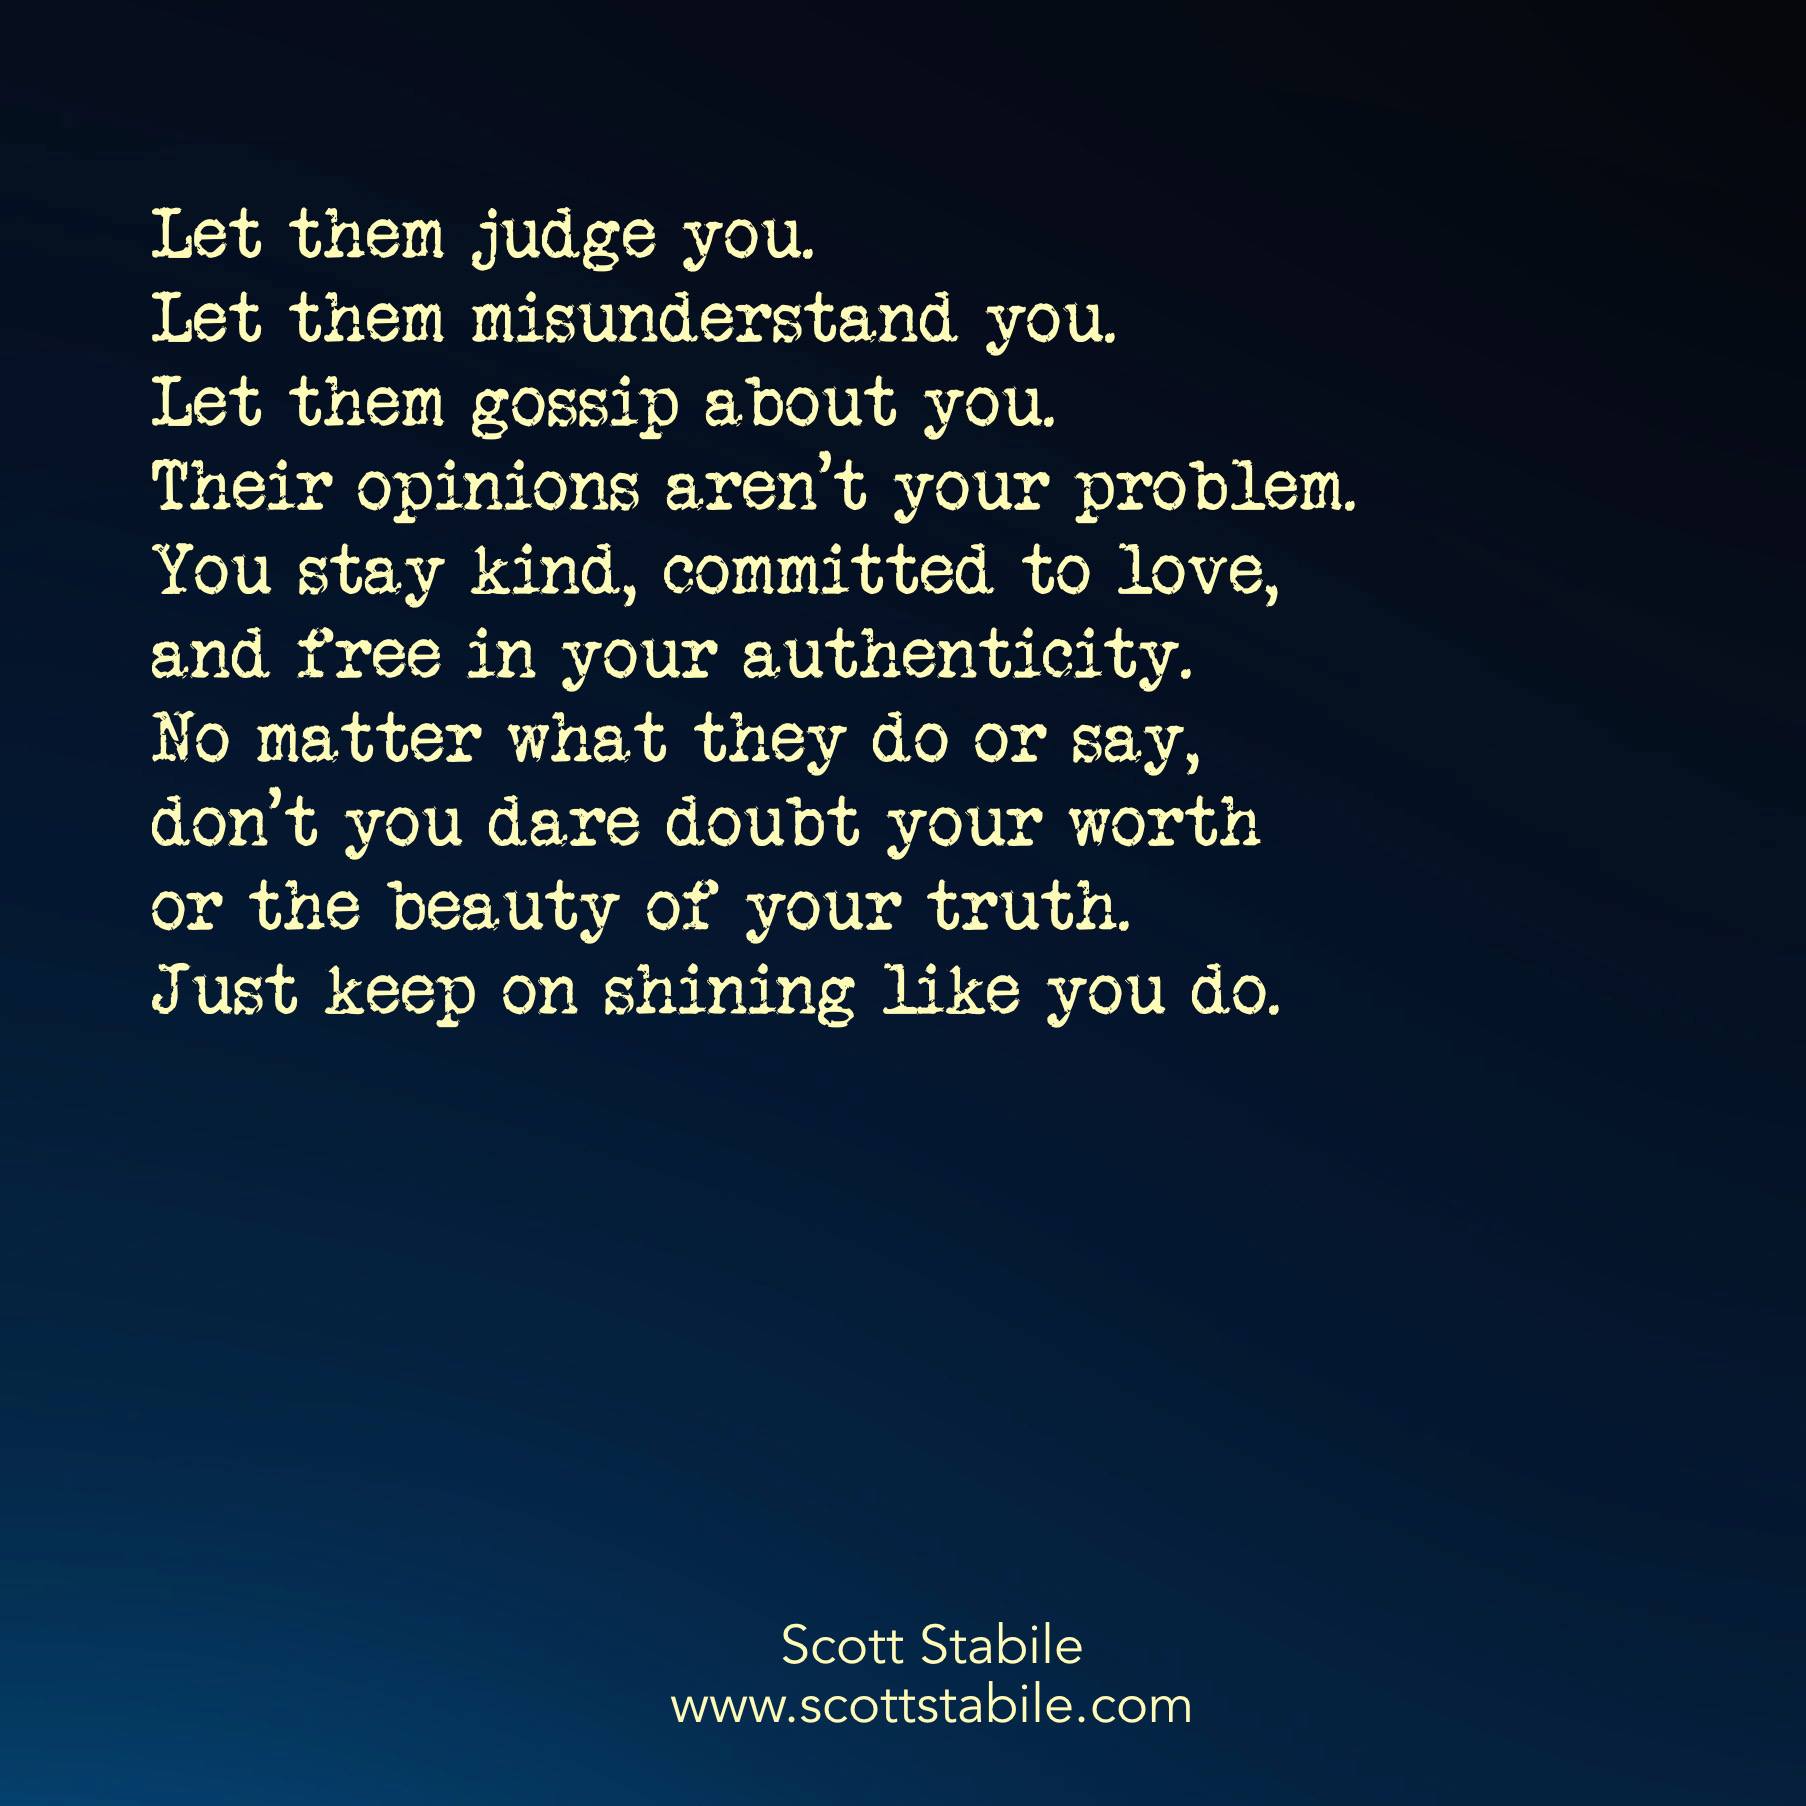 Let them judge you.
Let them misunderstand you.
Let them gossip about you.
Their opinions aren’t your problem.
You stay kind, committed to love,
and free in your authenticity.
No matter what they do or say,
don’t you dare doubt your worth
or the beauty of your truth.
Just keep on shining like you do.
Scott Stabile
www.scottstabile.com